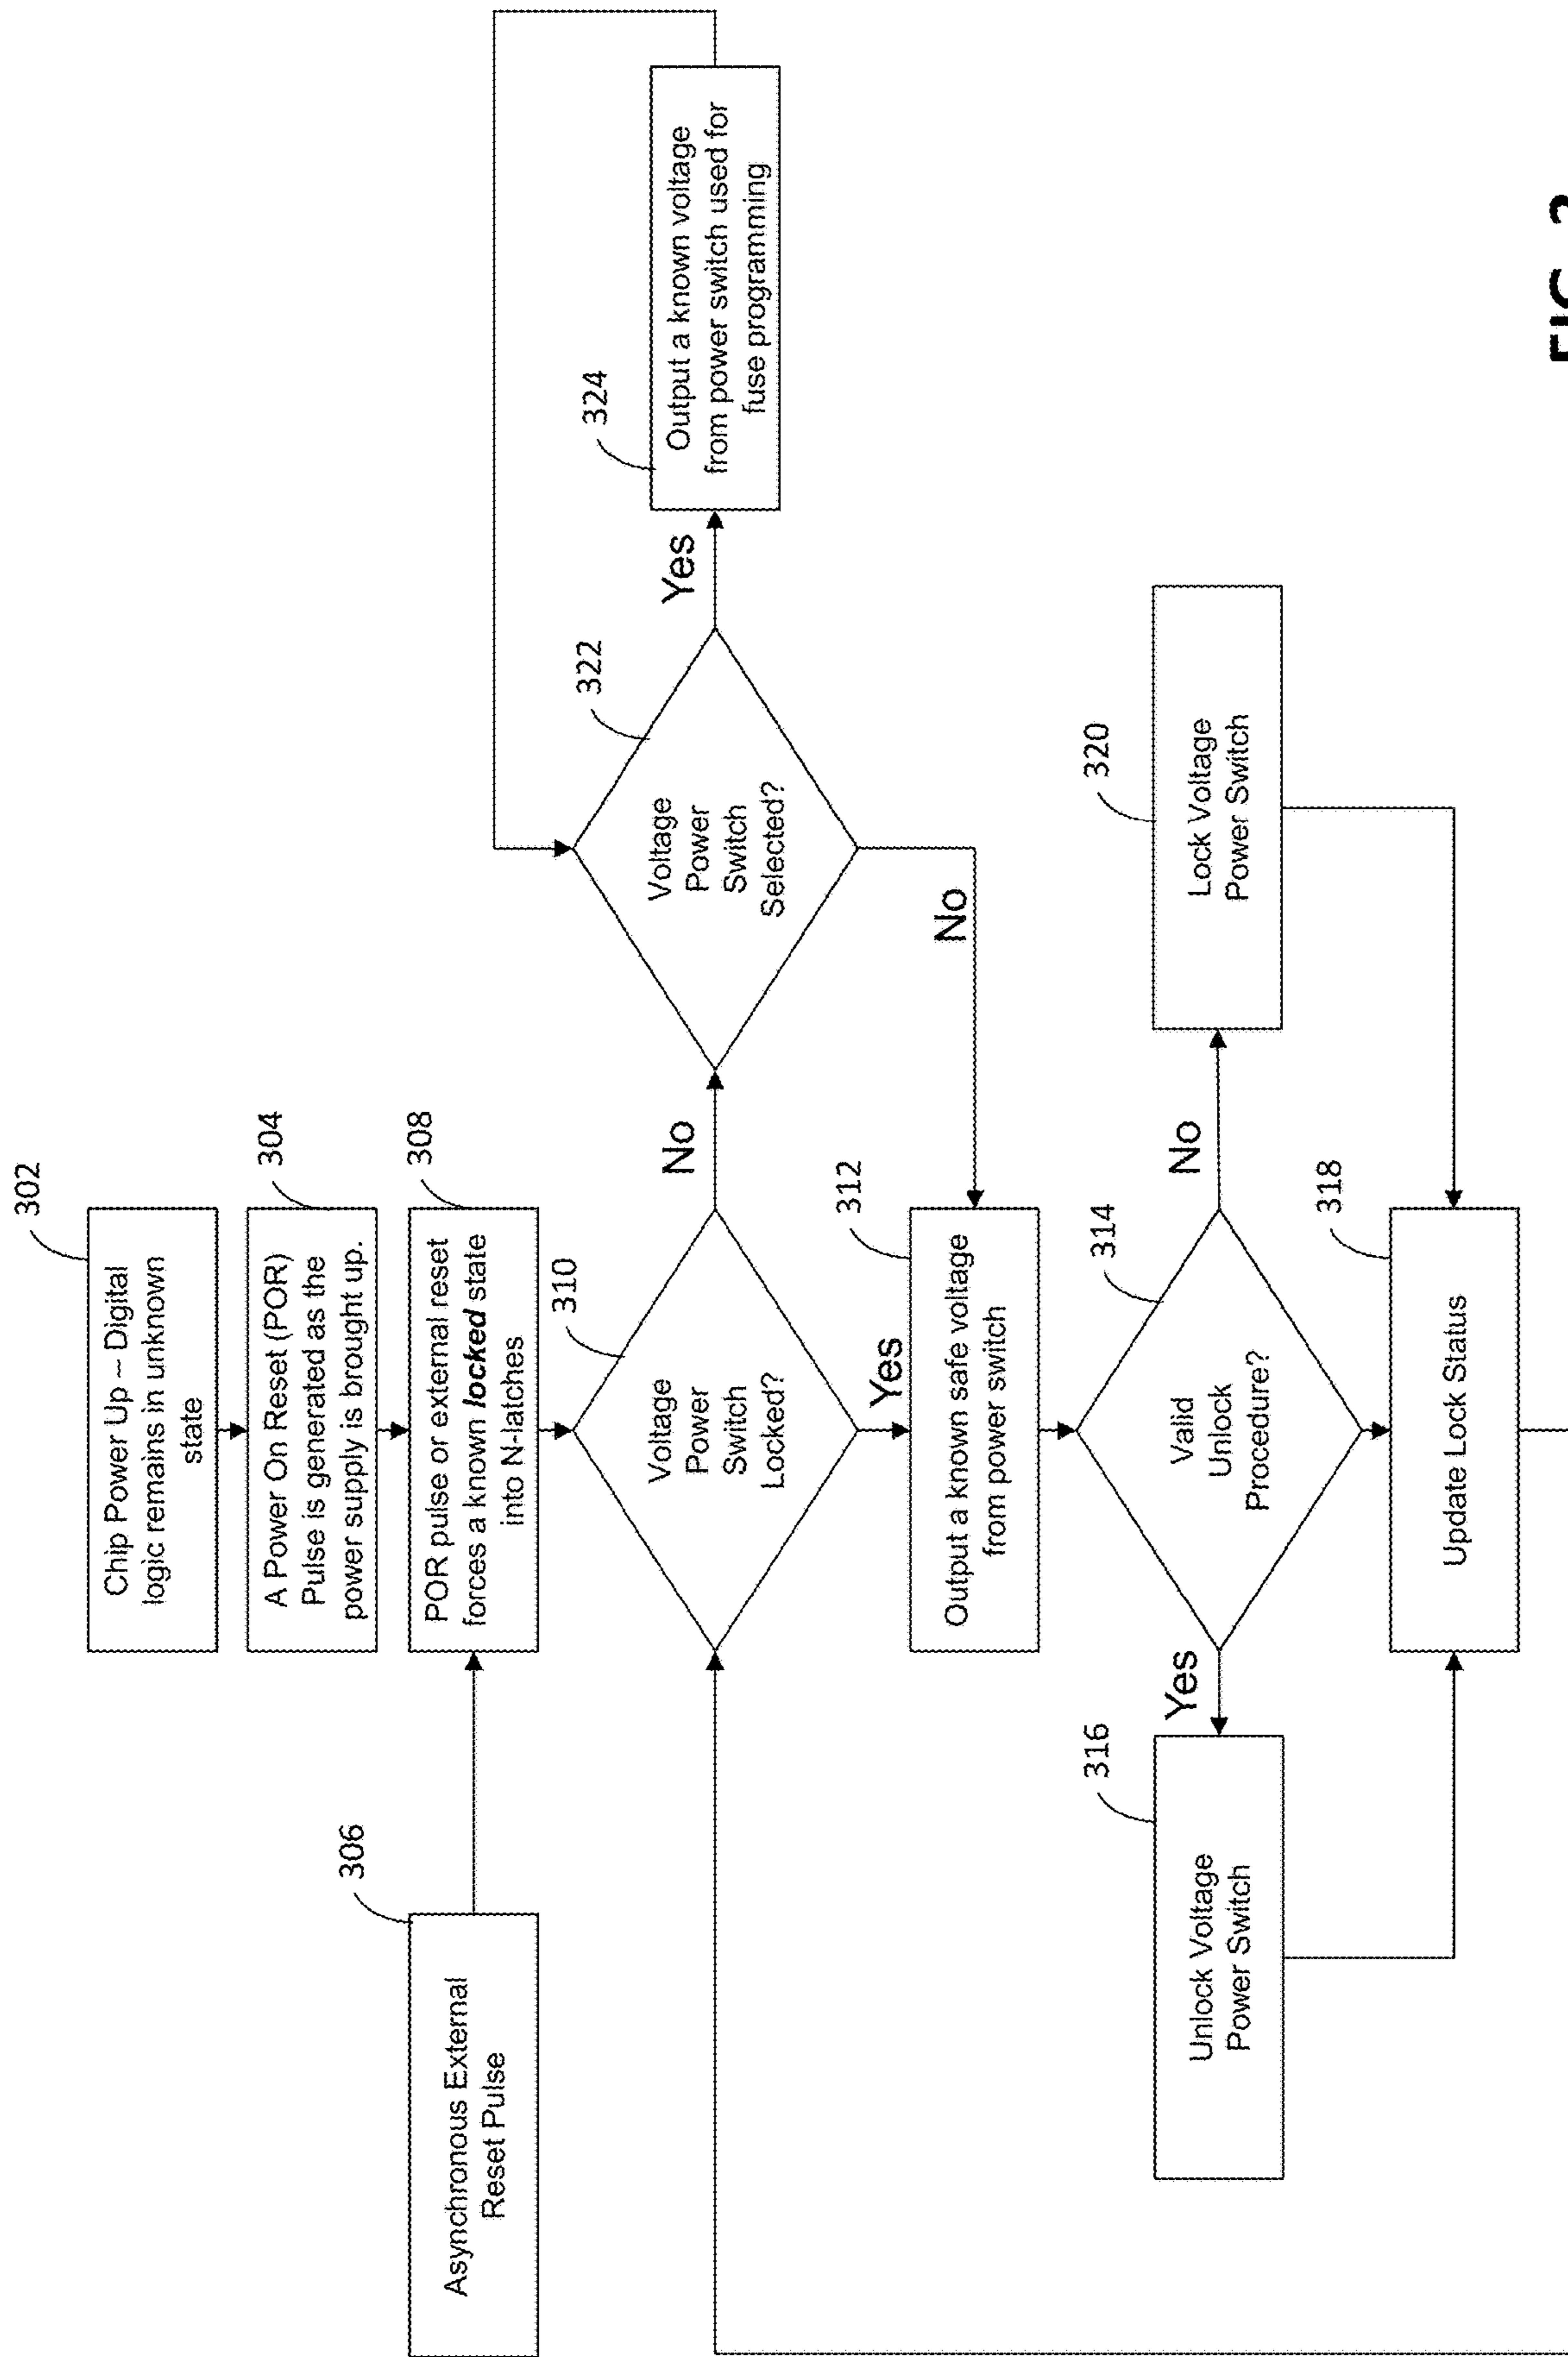 302
Chip Power Up ~ Digital
logic remains in unknown
state
304
A Power On Reset (POR)
Pulse is generated as the
power supply is brought up.
306
Asynchronous External
Reset Pulse
308
POR pulse or external reset
forces a known locked state
into N-latches
310
Voltage
Power
Switch
Locked?
No
322
Voltage
Power
Switch
Selected?
Yes
324
Output a known voltage
from power switch used for
fuse programming
Yes
No
312
Output a known safe voltage
from power switch
314
Valid
Unlock
Procedure?
Yes
316
Unlock Voltage
Power Switch
No
320
Lock Voltage
Power Switch
318
Update Lock Status